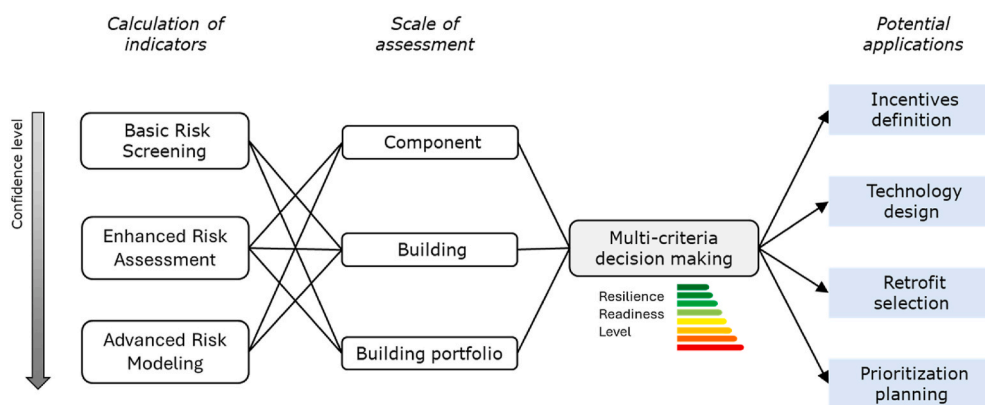 Calculation of
indicators
Scale of
assessment
Potential
applications
Confidence level
Basic Risk
Screening
Enhanced Risk
Assessment
Advanced Risk
Modeling
Component
Building
Building portfolio
Multi-criteria
decision making
Resilience
Readiness
Level
Incentives
definition
Technology
design
Retrofit
selection
Prioritization
planning